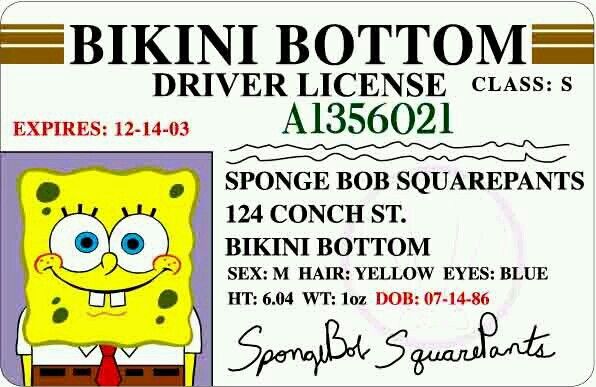 BIKINI BOTTOM
DRIVER LICENSE CLASS: S
A1356021
EXPIRES: 12-14-03
SPONGE BOB SQUAREPANTS
124 CONCH ST.
BIKINI BOTTOM
SEX: M HAIR: YELLOW EYES: BLUE
HT: 6.04 WT: 1oz DOB: 07-14-86
SpongeBob SquarePants